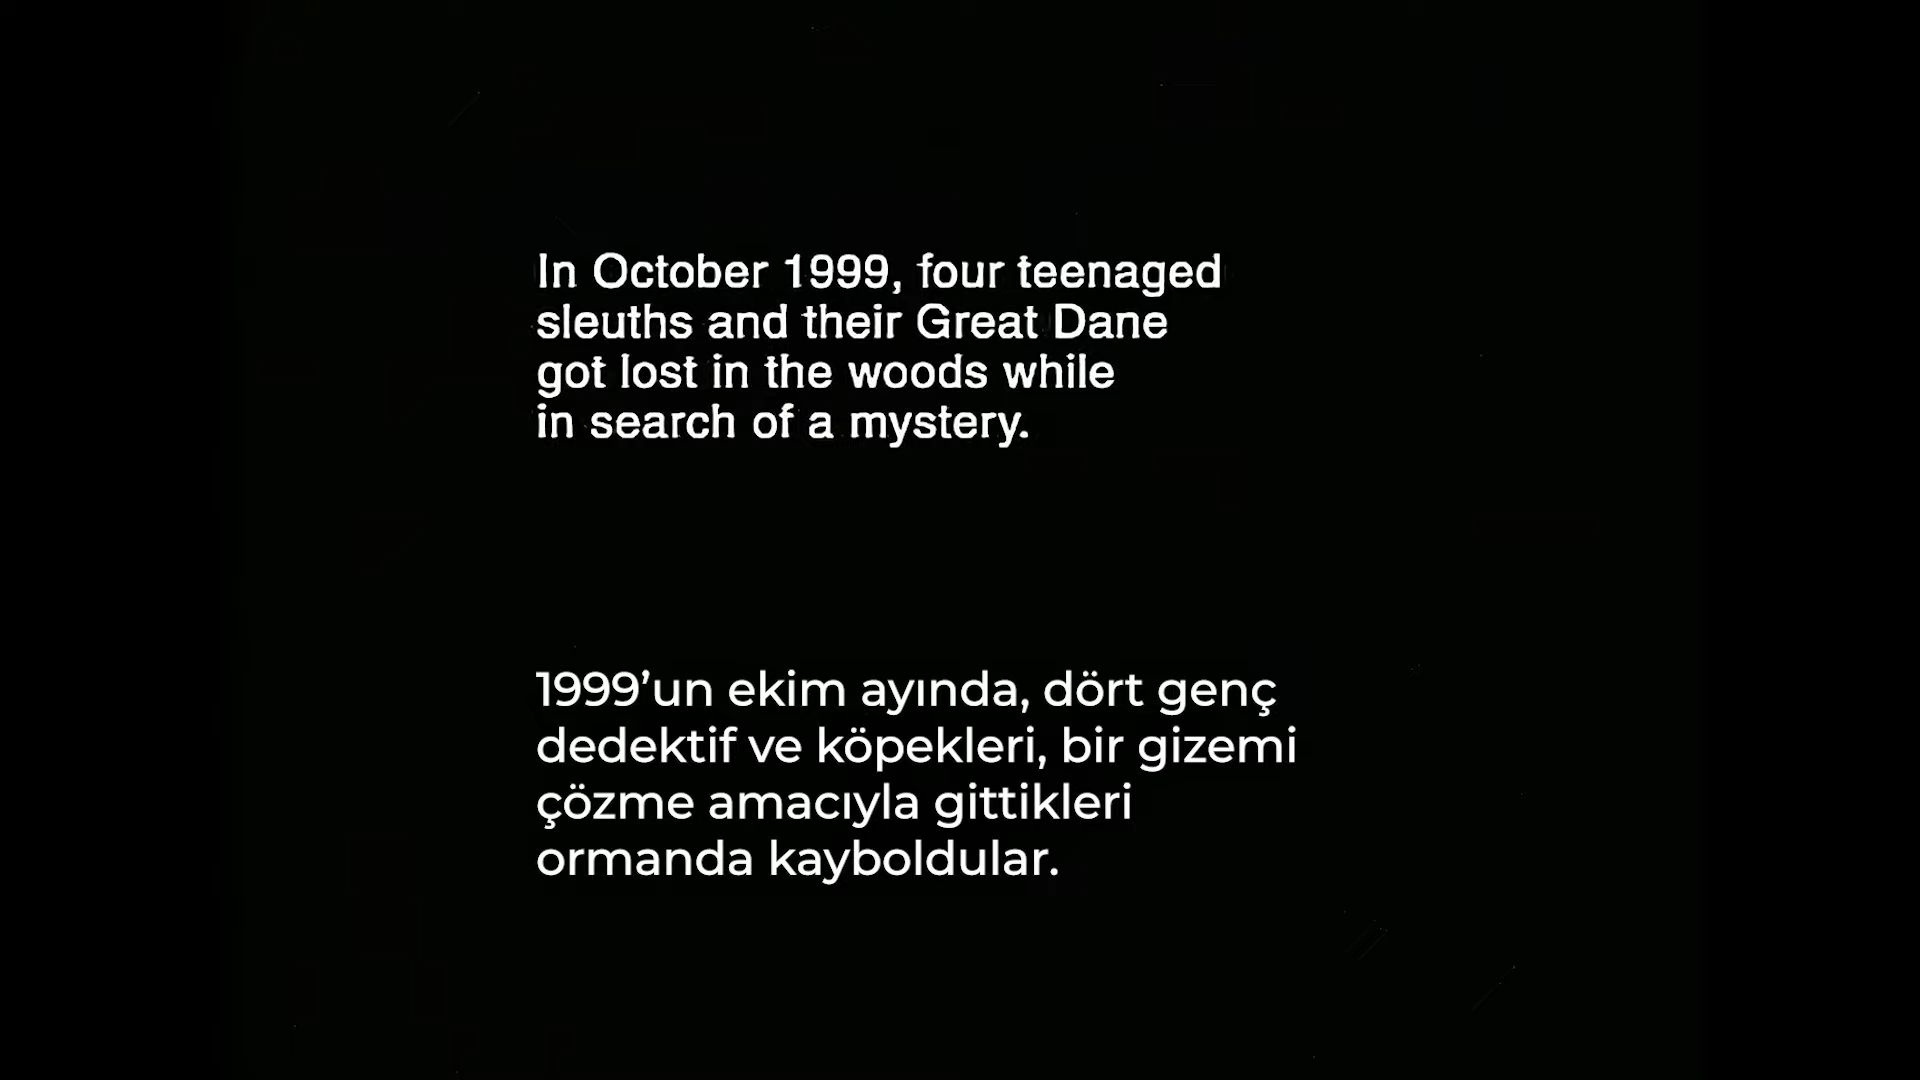 In October 1999, four teenaged
sleuths and their Great Dane
got lost in the woods while
in search of a mystery.
1999’un ekim ayında, dört genç
dedektif ve köpekleri, bir gizemi
çözme amacıyla gittikleri
ormanda kayboldular.